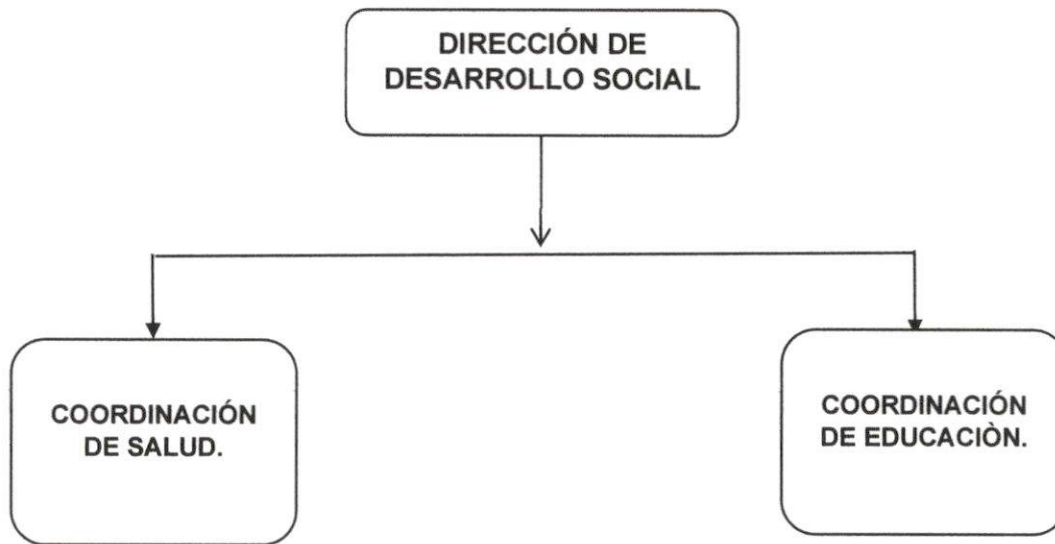 DIRECCIÓN DE
DESARROLLO SOCIAL
COORDINACIÓN
DE SALUD.
COORDINACIÓN
DE EDUCACIÒN.